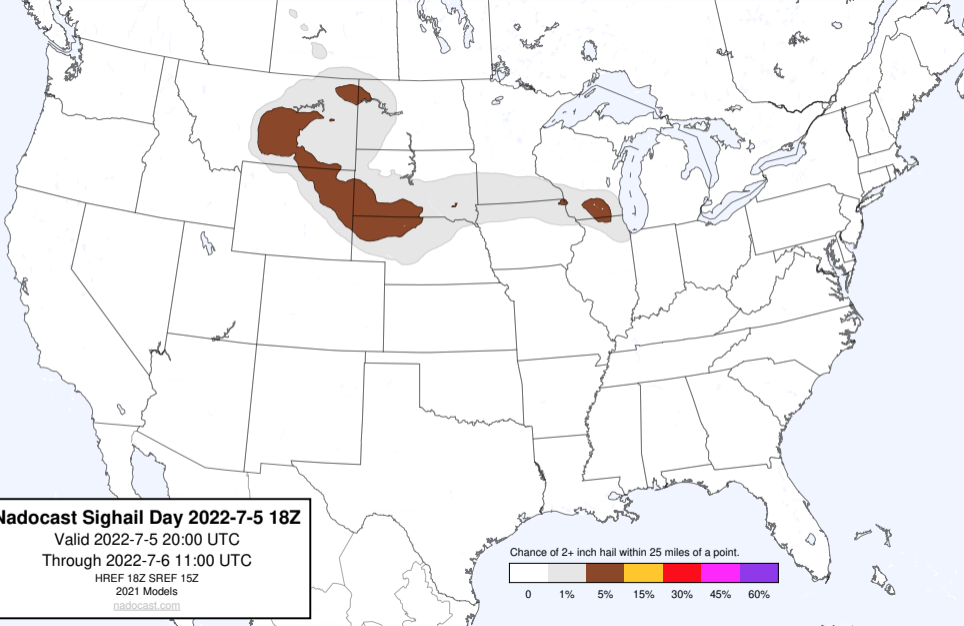 Nadocast Sighail Day 2022-7-5 18Z
Valid 2022-7-5 20:00 UTC
Through 2022-7-6 11:00 UTC
HREF 18Z SREF 15Z
2021 Models
nadocast.com
Chance of 2+ inch hail within 25 miles of a point.
0 1% 5% 15% 30% 45% 60%